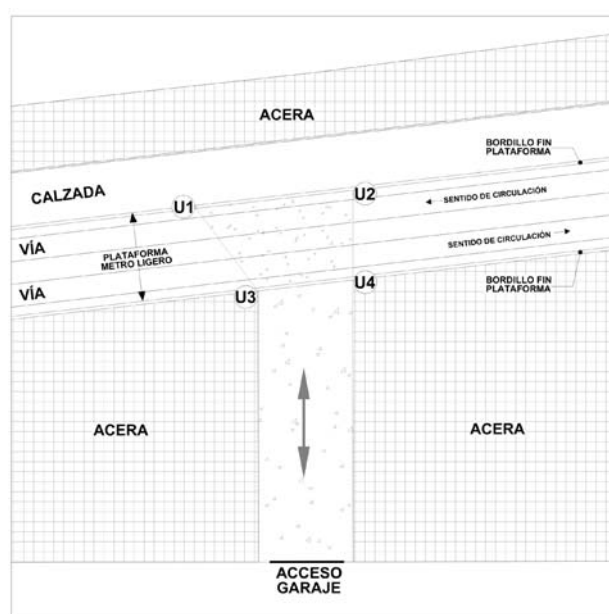 ACERA
BORDILLO FIN
PLATAFORMA
CALZADA
U1
U2
SENTIDO DE CIRCULACIÓN
VÍA
PLATAFORMA
METRO LIGERO
SENTIDO DE CIRCULACIÓN
VÍA
U3
U4
BORDILLO FIN
PLATAFORMA
ACERA
ACERA
ACCESO
GARAJE